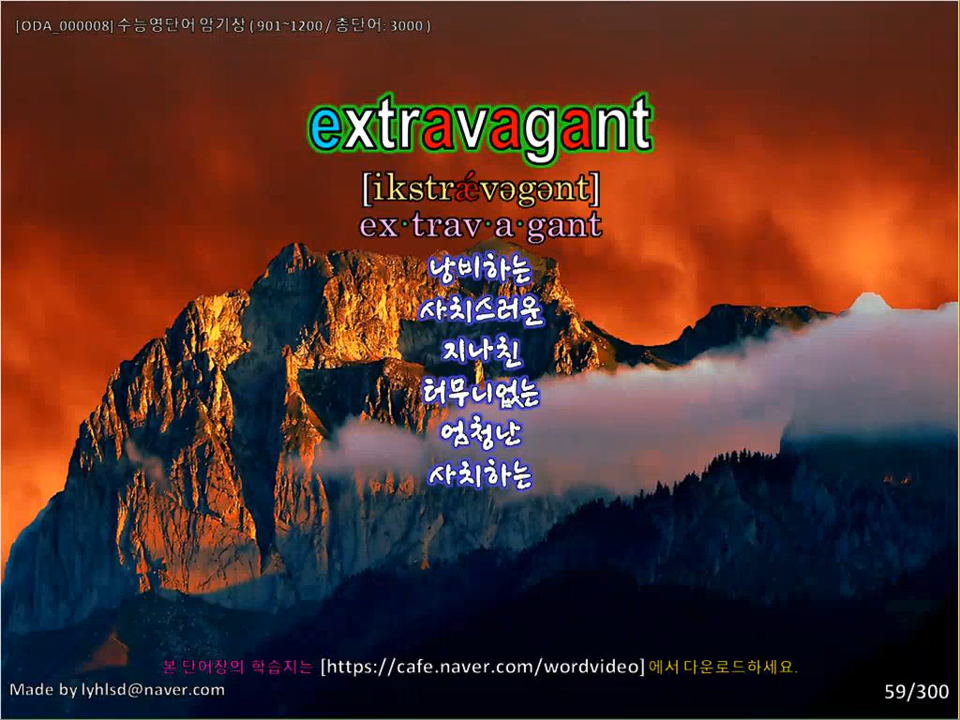 [ODA_000008] 수능영단어 암기상 ( 901~1200 / 총단어: 3000 )
extravagant
[ikstrǽvəgənt]
ex·trav·a·gant
낭비하는
사치스러운
지나친
허무니없는
엄청난
사치하는
본 단어장의 학습지는 [https://cafe.naver.com/wordvideo] 에서 다운로드하세요.
Made by lyhlsd@naver.com
59/300